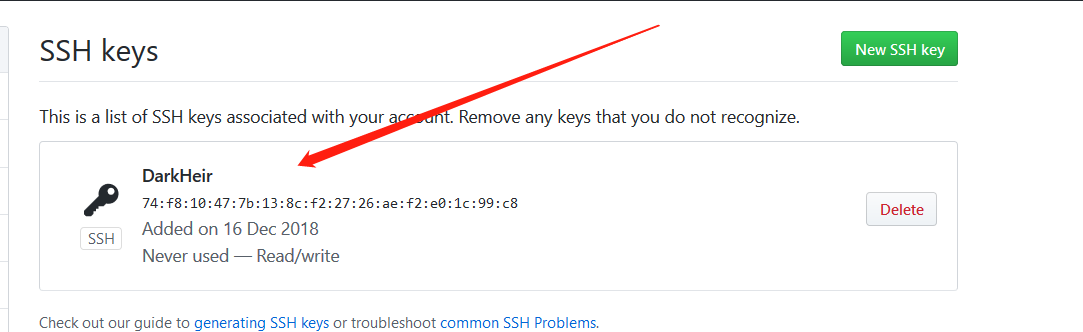 SSH keys
New SSH key
This is a list of SSH keys associated with your account. Remove any keys that you do not recognize.
DarkHeir
74:f8:10:47:7b:13:8c:f2:27:26:ae:f2:e0:1c:99:c8
Added on 16 Dec 2018
Never used — Read/write
SSH
Delete
Check out our guide to generating SSH keys or troubleshoot common SSH Problems.